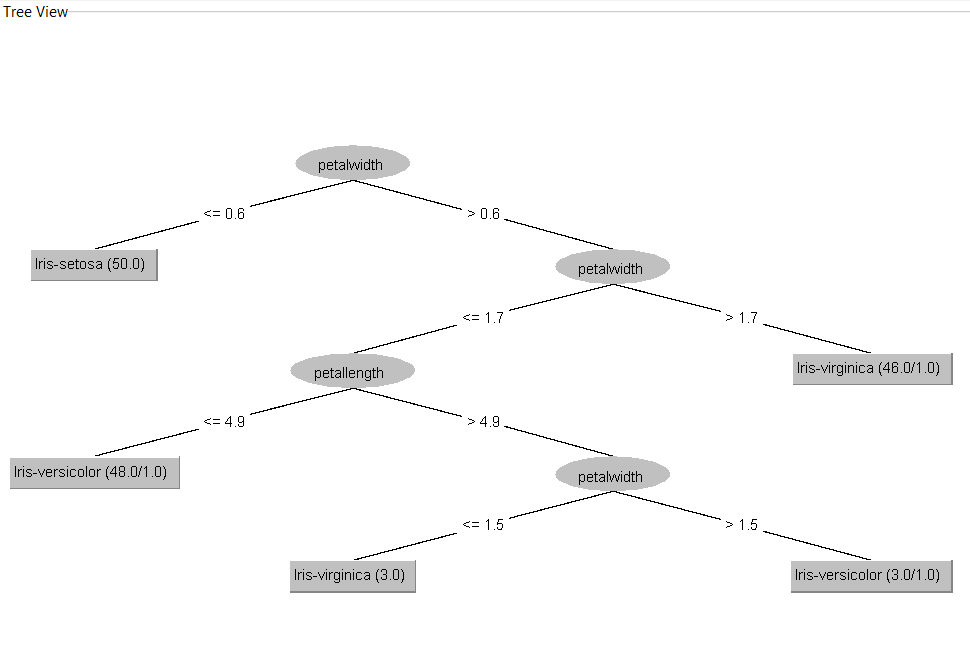 Tree View
petalwidth
<= 0.6
> 0.6
Iris-setosa (50.0)
petalwidth
<= 1.7
> 1.7
petallength
Iris-virginica (46.0/1.0)
<= 4.9
> 4.9
Iris-versicolor (48.0/1.0)
petalwidth
<= 1.5
> 1.5
Iris-virginica (3.0)
Iris-versicolor (3.0/1.0)